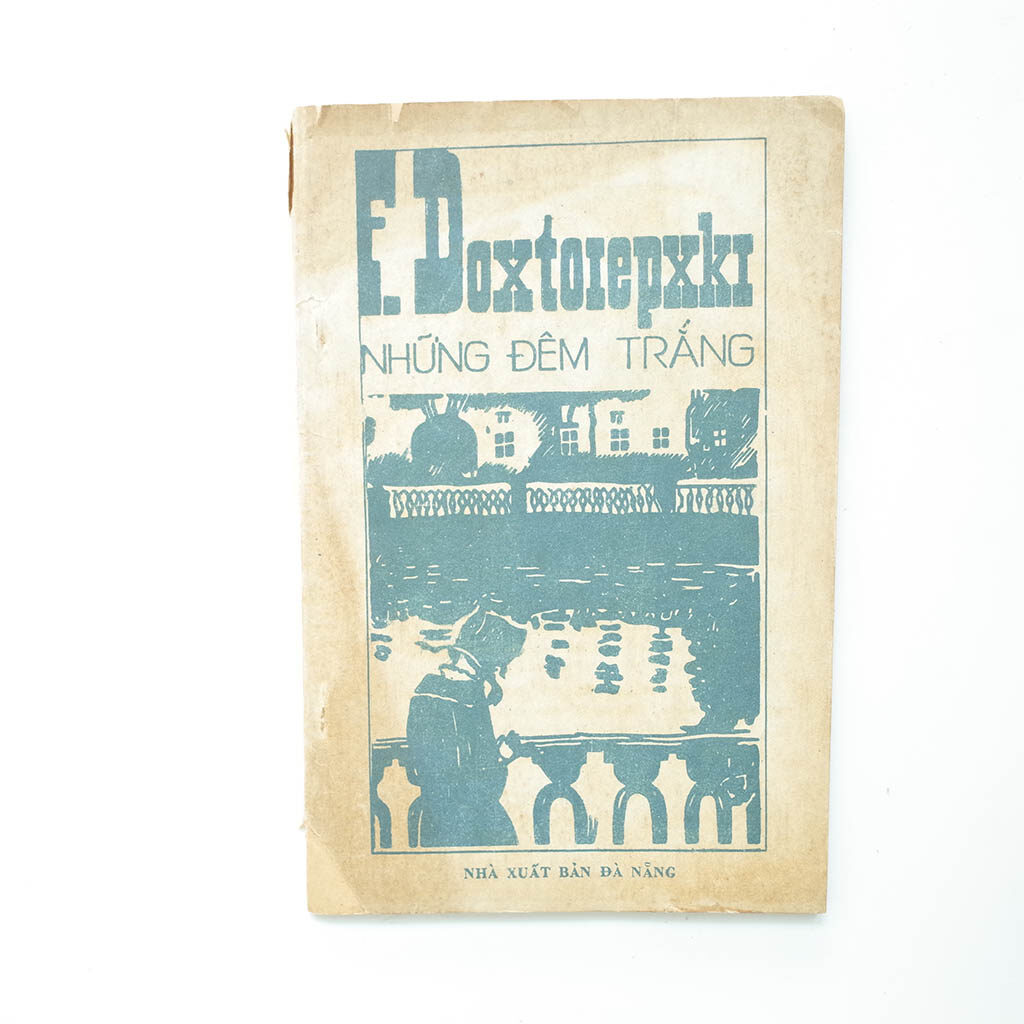 F. Doxtoiepxki
NHỮNG ĐÊM TRẮNG
NHÀ XUẤT BẢN ĐÀ NẴNG